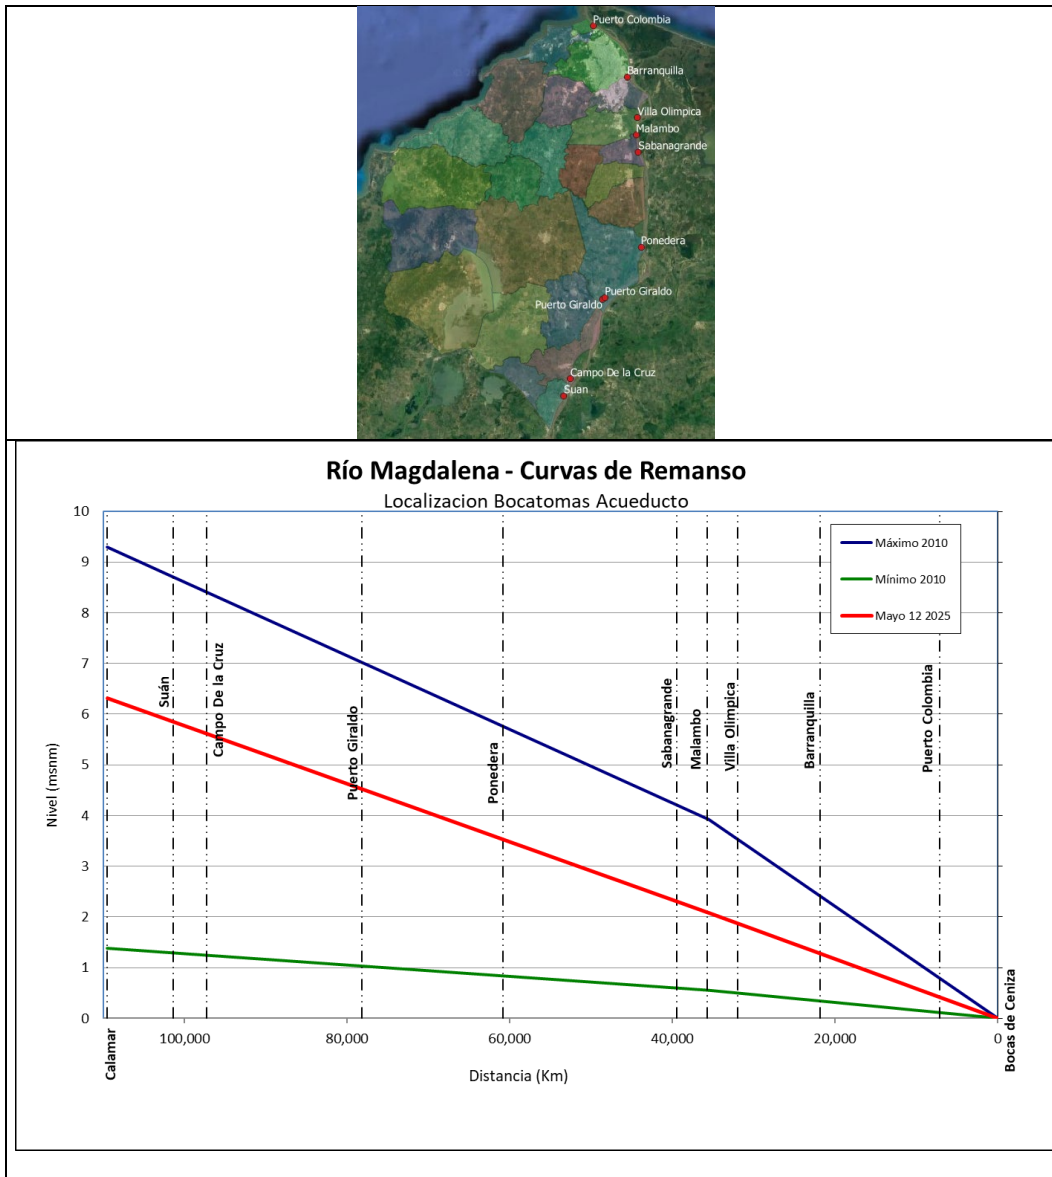 Puerto Colombia
Barranquilla
Villa Olimpica
Malambo
Sabanagrande
Ponedera
Puerto Giraldo
Puerto Giraldo
Campo De la Cruz
Suan
Río Magdalena - Curvas de Remanso
Localizacion Bocatomas Acueducto
Nivel (msnm)
10
9
8
7
6
5
4
3
2
1
0
Máximo 2010
Mínimo 2010
Mayo 12 2025
Suán
Campo De la Cruz
Puerto Giraldo
Ponedera
Sabanagrande
Malambo
Villa Olimpica
Barranquilla
Puerto Colombia
Calamar
100,000
80,000
60,000
40,000
20,000
0
Bocas de Ceniza
Distancia (Km)